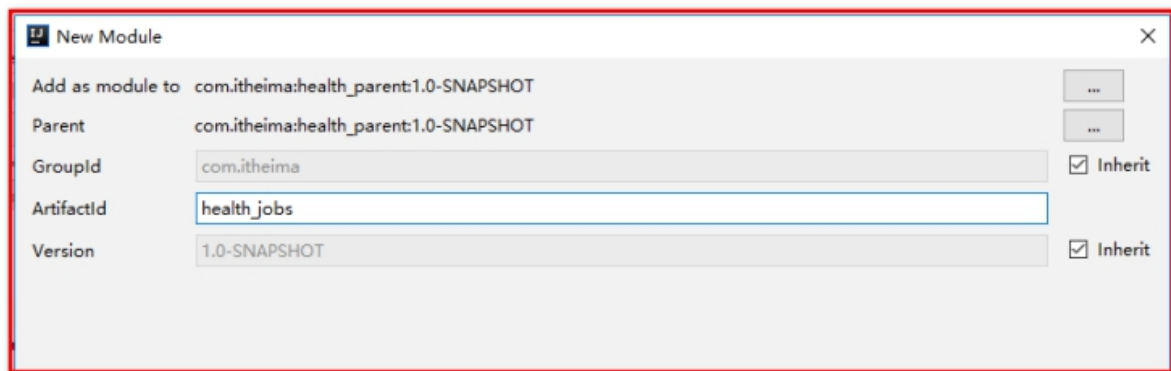 New Module
Add as module to com.itheima:health_parent:1.0-SNAPSHOT ...
Parent com.itheima:health_parent:1.0-SNAPSHOT ...
GroupId com.itheima Inherit
ArtifactId health_jobs
Version 1.0-SNAPSHOT Inherit